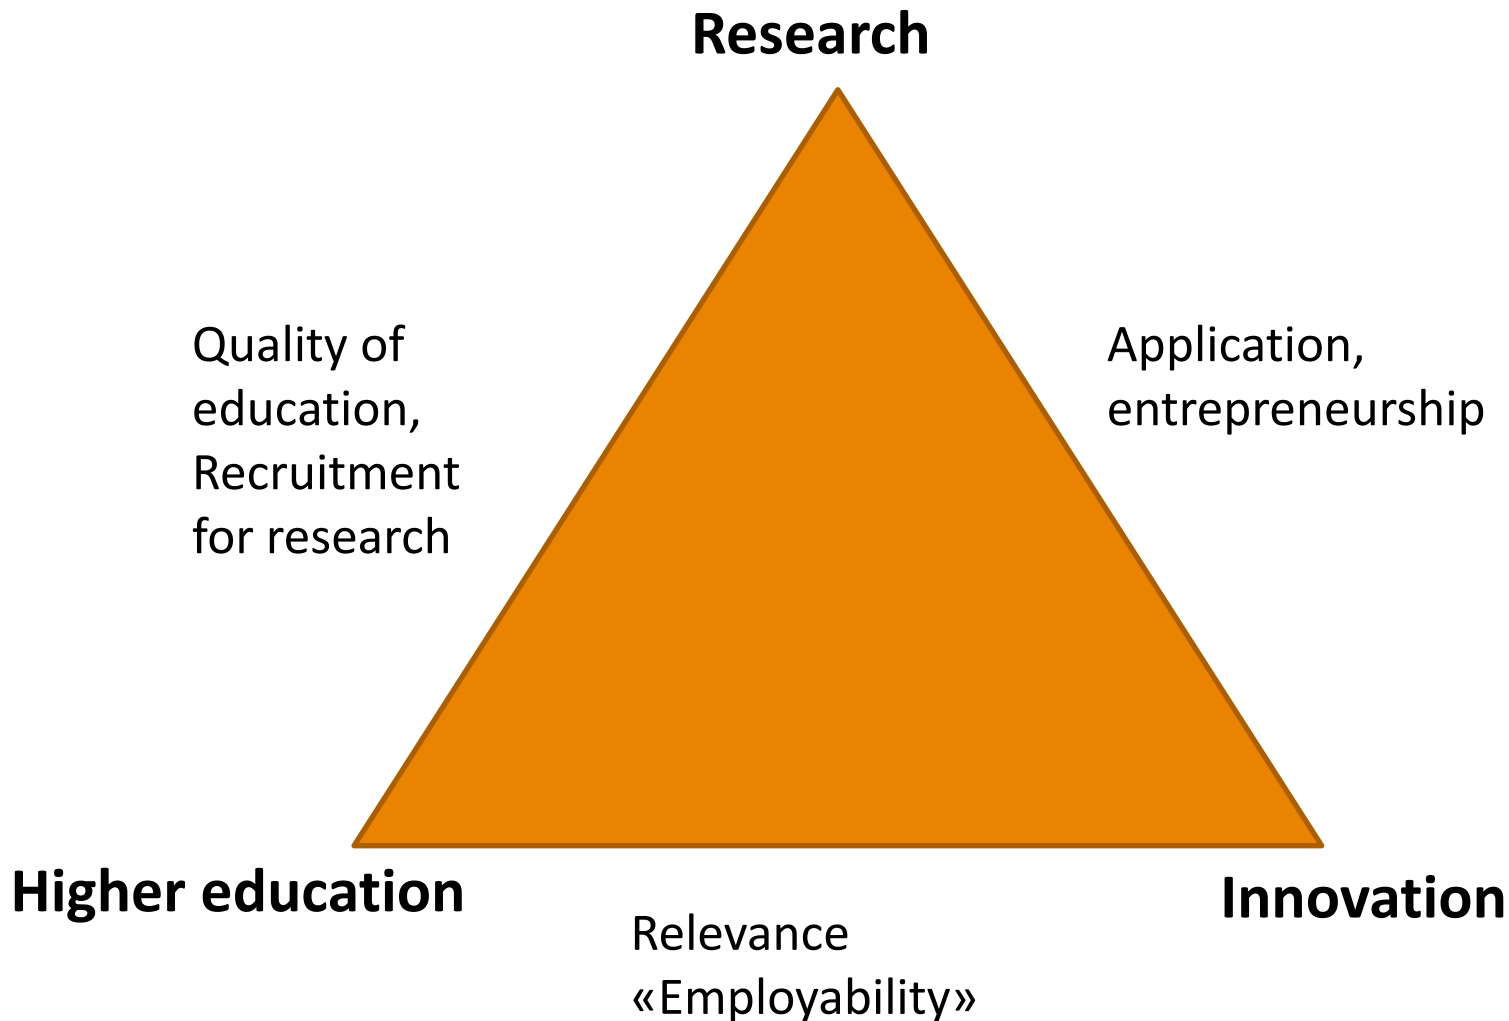 Research
Quality of
education,
Recruitment
for research
Application,
entrepreneurship
Higher education
Innovation
Relevance
«Employability»